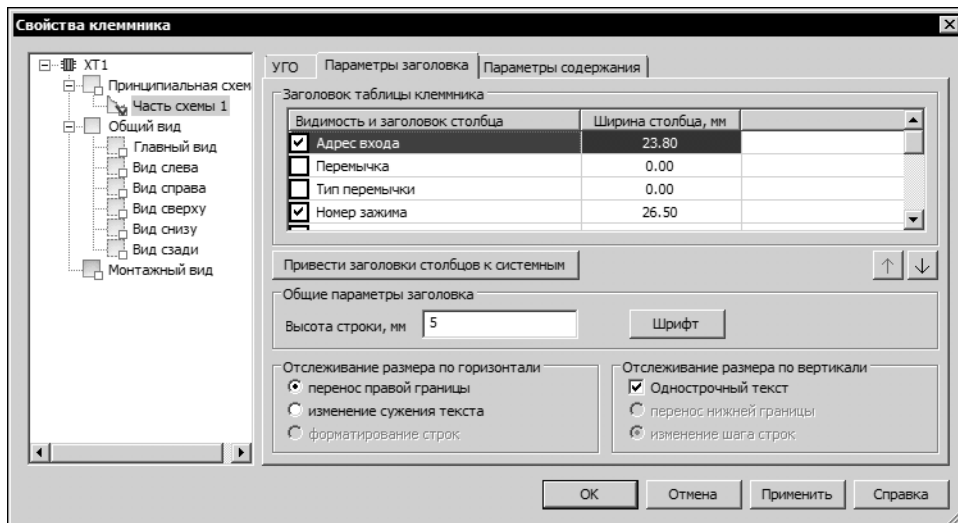 Свойства клеммника
XT1
Принципиальная схем
Часть схемы 1
Общий вид
Главный вид
Вид слева
Вид справа
Вид сверху
Вид снизу
Вид сзади
Монтажный вид
УГО Параметры заголовка Параметры содержания
Заголовок таблицы клеммника
Видимость и заголовок столбца Ширина столбца, мм
Адрес входа 23.80
Перемычка 0.00
Тип перемычки 0.00
Номер зажима 26.50
Привести заголовки столбцов к системным
Общие параметры заголовка
Высота строки, мм 5 Шрифт
Отслеживание размера по горизонтали
перенос правой границы
изменение сужения текста
форматирование строк
Отслеживание размера по вертикали
Однострочный текст
перенос нижней границы
изменение шага строк
OK Отмена Применить Справка